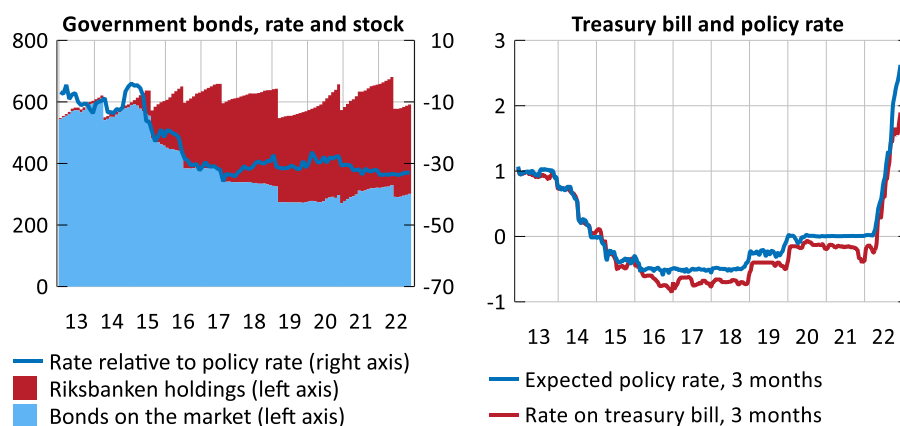 Government bonds, rate and stock
800
600
400
200
0
10
-10
-30
-50
-70
13 14 15 16 17 18 19 20 21 22
Rate relative to policy rate (right axis)
Riksbanken holdings (left axis)
Bonds on the market (left axis)
Treasury bill and policy rate
3
2
1
0
-1
13 14 15 16 17 18 19 20 21 22
Expected policy rate, 3 months
Rate on treasury bill, 3 months